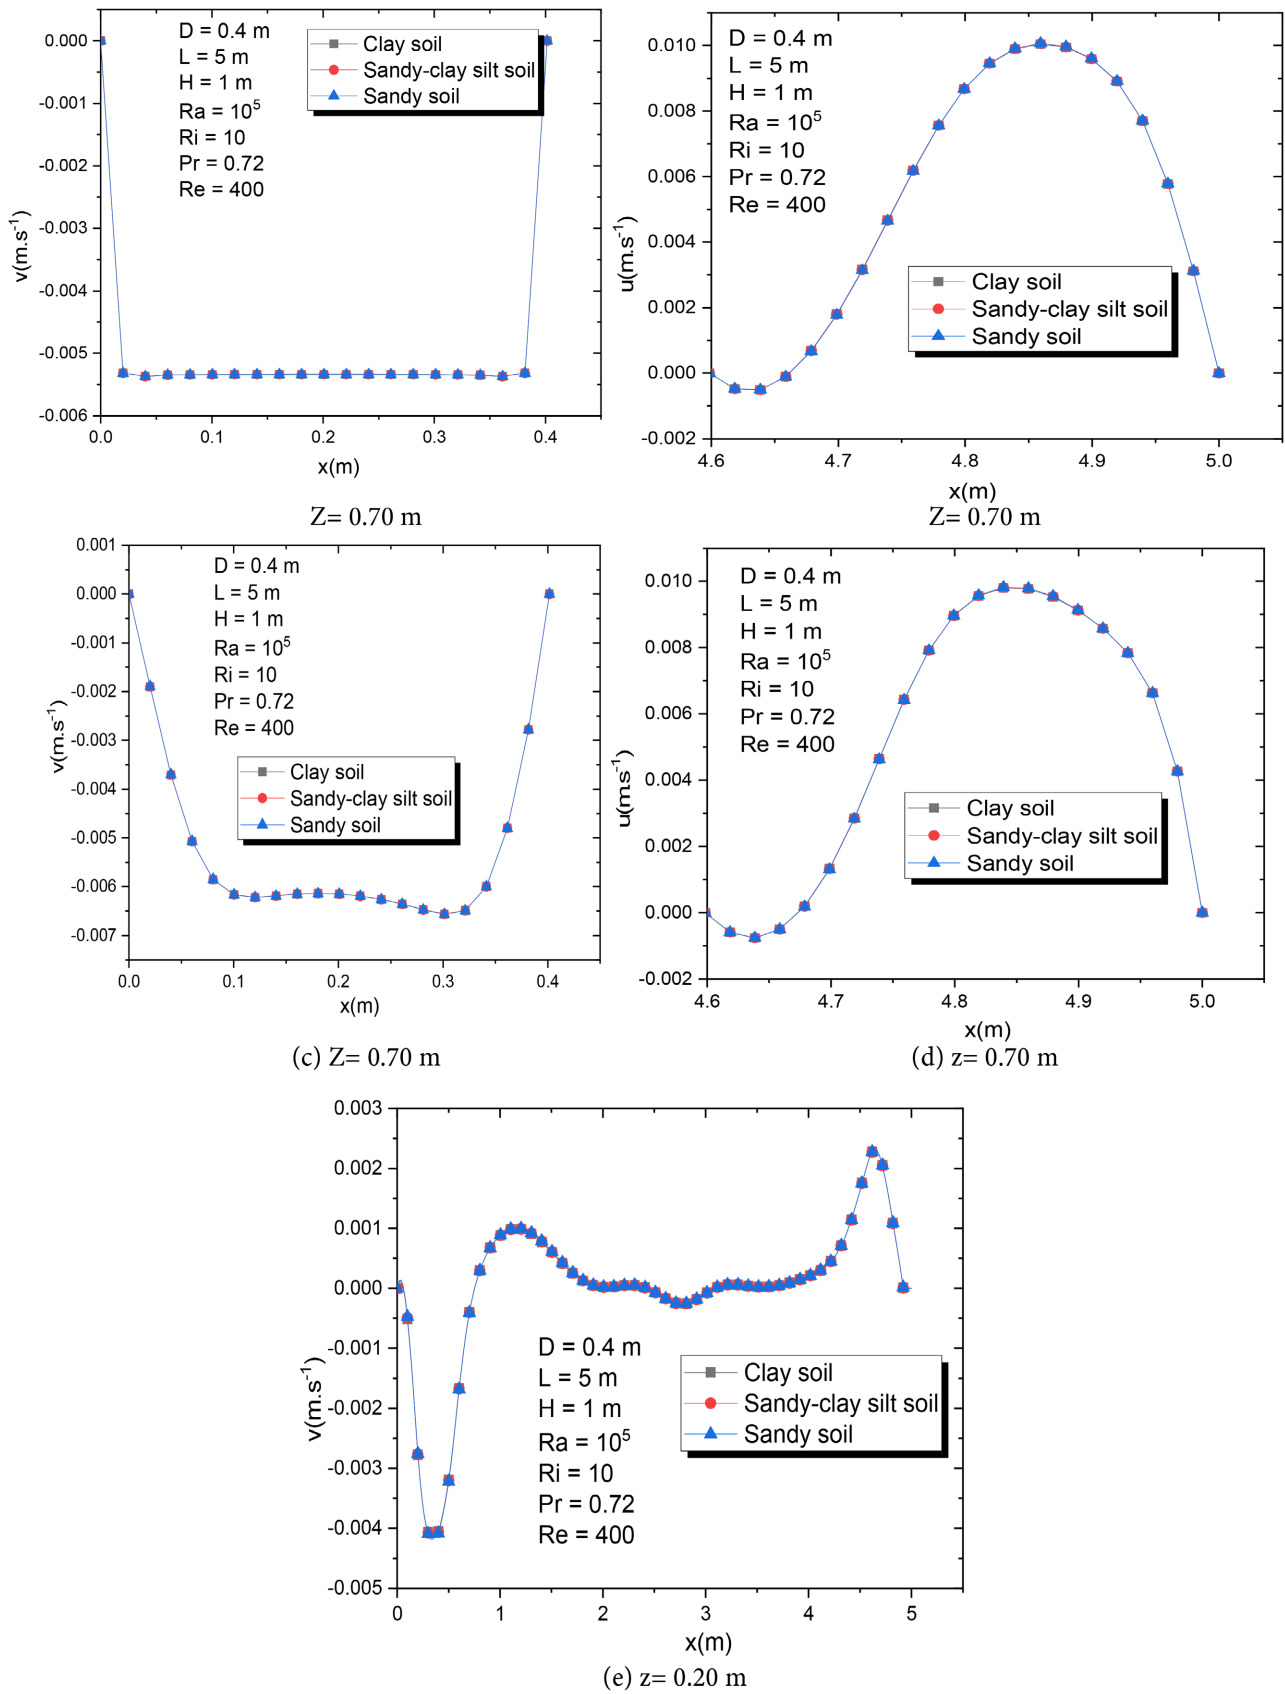 0.000
-0.001
-0.002
-0.003
-0.004
-0.005
-0.006
v(m.s⁻¹)
D = 0.4 m
L = 5 m
H = 1 m
Ra = 10⁵
Ri = 10
Pr = 0.72
Re = 400
Clay soil
Sandy-clay silt soil
Sandy soil
0.0 0.1 0.2 0.3 0.4
x(m)
Z= 0.70 m
0.010
0.008
0.006
0.004
0.002
0.000
-0.002
u(m.s⁻¹)
D = 0.4 m
L = 5 m
H = 1 m
Ra = 10⁵
Ri = 10
Pr = 0.72
Re = 400
Clay soil
Sandy-clay silt soil
Sandy soil
4.6 4.7 4.8 4.9 5.0
x(m)
Z= 0.70 m
0.001
0.000
-0.001
-0.002
-0.003
-0.004
-0.005
-0.006
-0.007
v(m.s⁻¹)
D = 0.4 m
L = 5 m
H = 1 m
Ra = 10⁵
Ri = 10
Pr = 0.72
Re = 400
Clay soil
Sandy-clay silt soil
Sandy soil
0.0 0.1 0.2 0.3 0.4
x(m)
(c) Z= 0.70 m
0.010
0.008
0.006
0.004
0.002
0.000
-0.002
u(m.s⁻¹)
D = 0.4 m
L = 5 m
H = 1 m
Ra = 10⁵
Ri = 10
Pr = 0.72
Re = 400
Clay soil
Sandy-clay silt soil
Sandy soil
4.6 4.7 4.8 4.9 5.0
x(m)
(d) z= 0.70 m
0.003
0.002
0.001
0.000
-0.001
-0.002
-0.003
-0.004
-0.005
v(m.s⁻¹)
D = 0.4 m
L = 5 m
H = 1 m
Ra = 10⁵
Ri = 10
Pr = 0.72
Re = 400
Clay soil
Sandy-clay silt soil
Sandy soil
0 1 2 3 4 5
x(m)
(e) z= 0.20 m